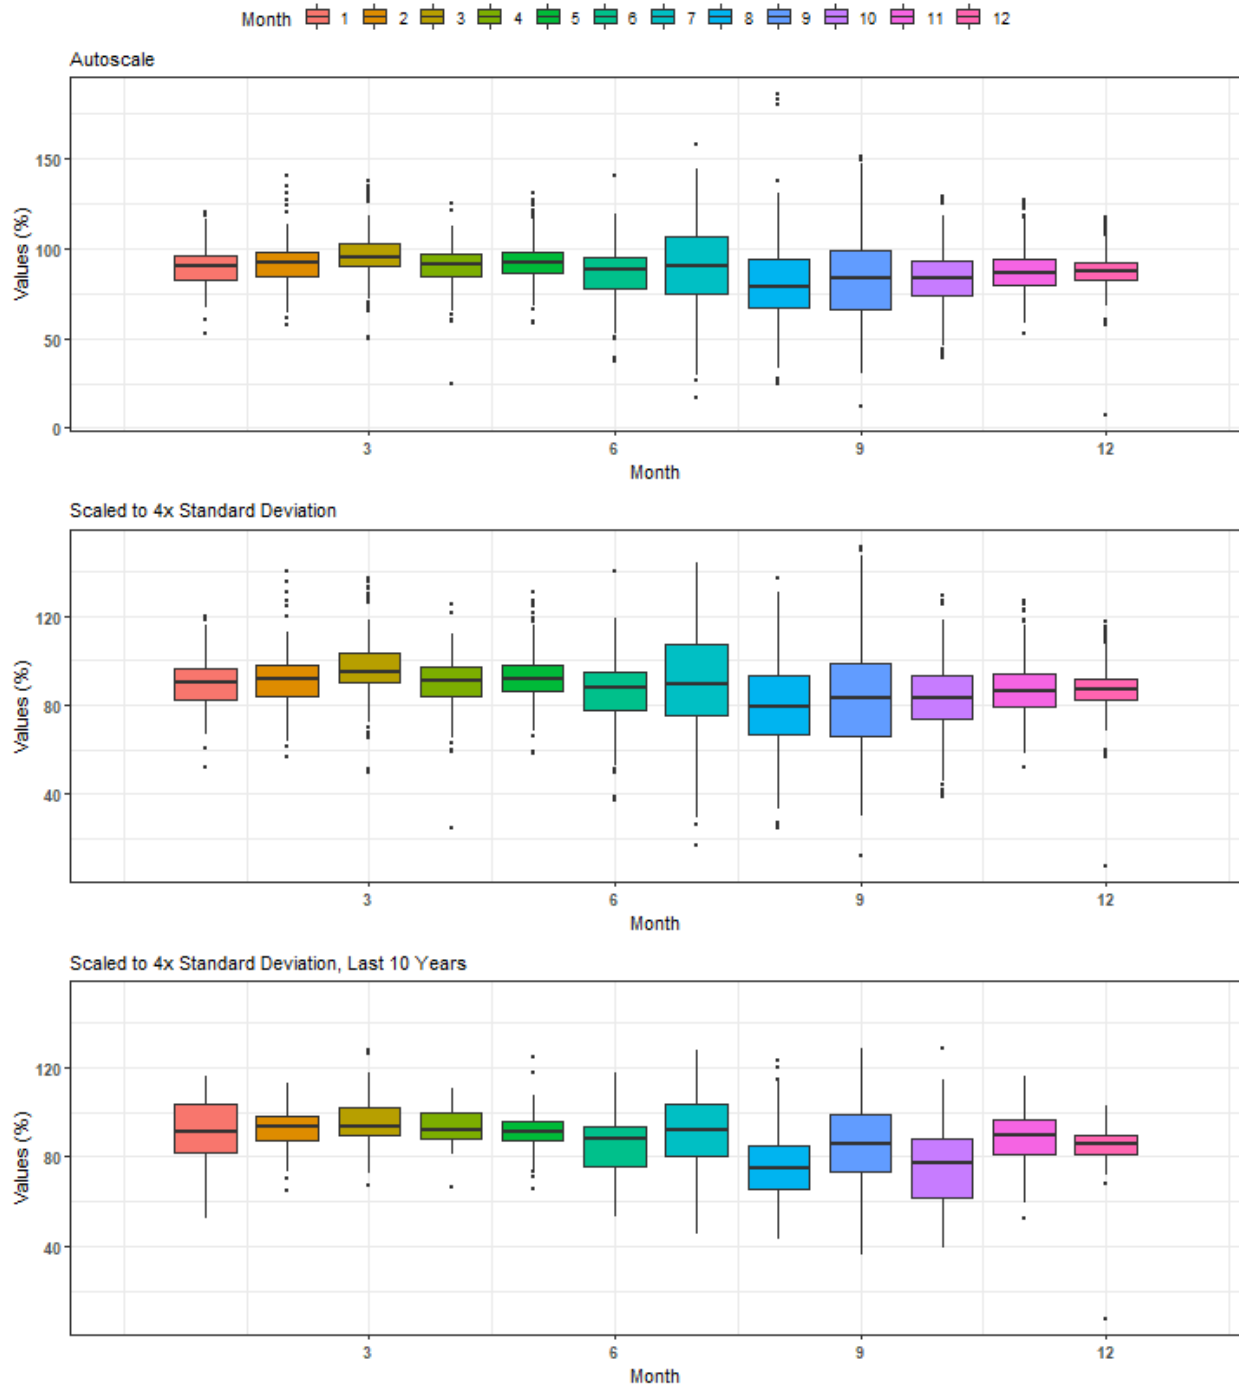 Month 1 2 3 4 5 6 7 8 9 10 11 12
Autoscale
Values (%)
150
100
50
0
3 6 9 12
Month
Scaled to 4x Standard Deviation
Values (%)
120
80
40
3 6 9 12
Month
Scaled to 4x Standard Deviation, Last 10 Years
Values (%)
120
80
40
3 6 9 12
Month